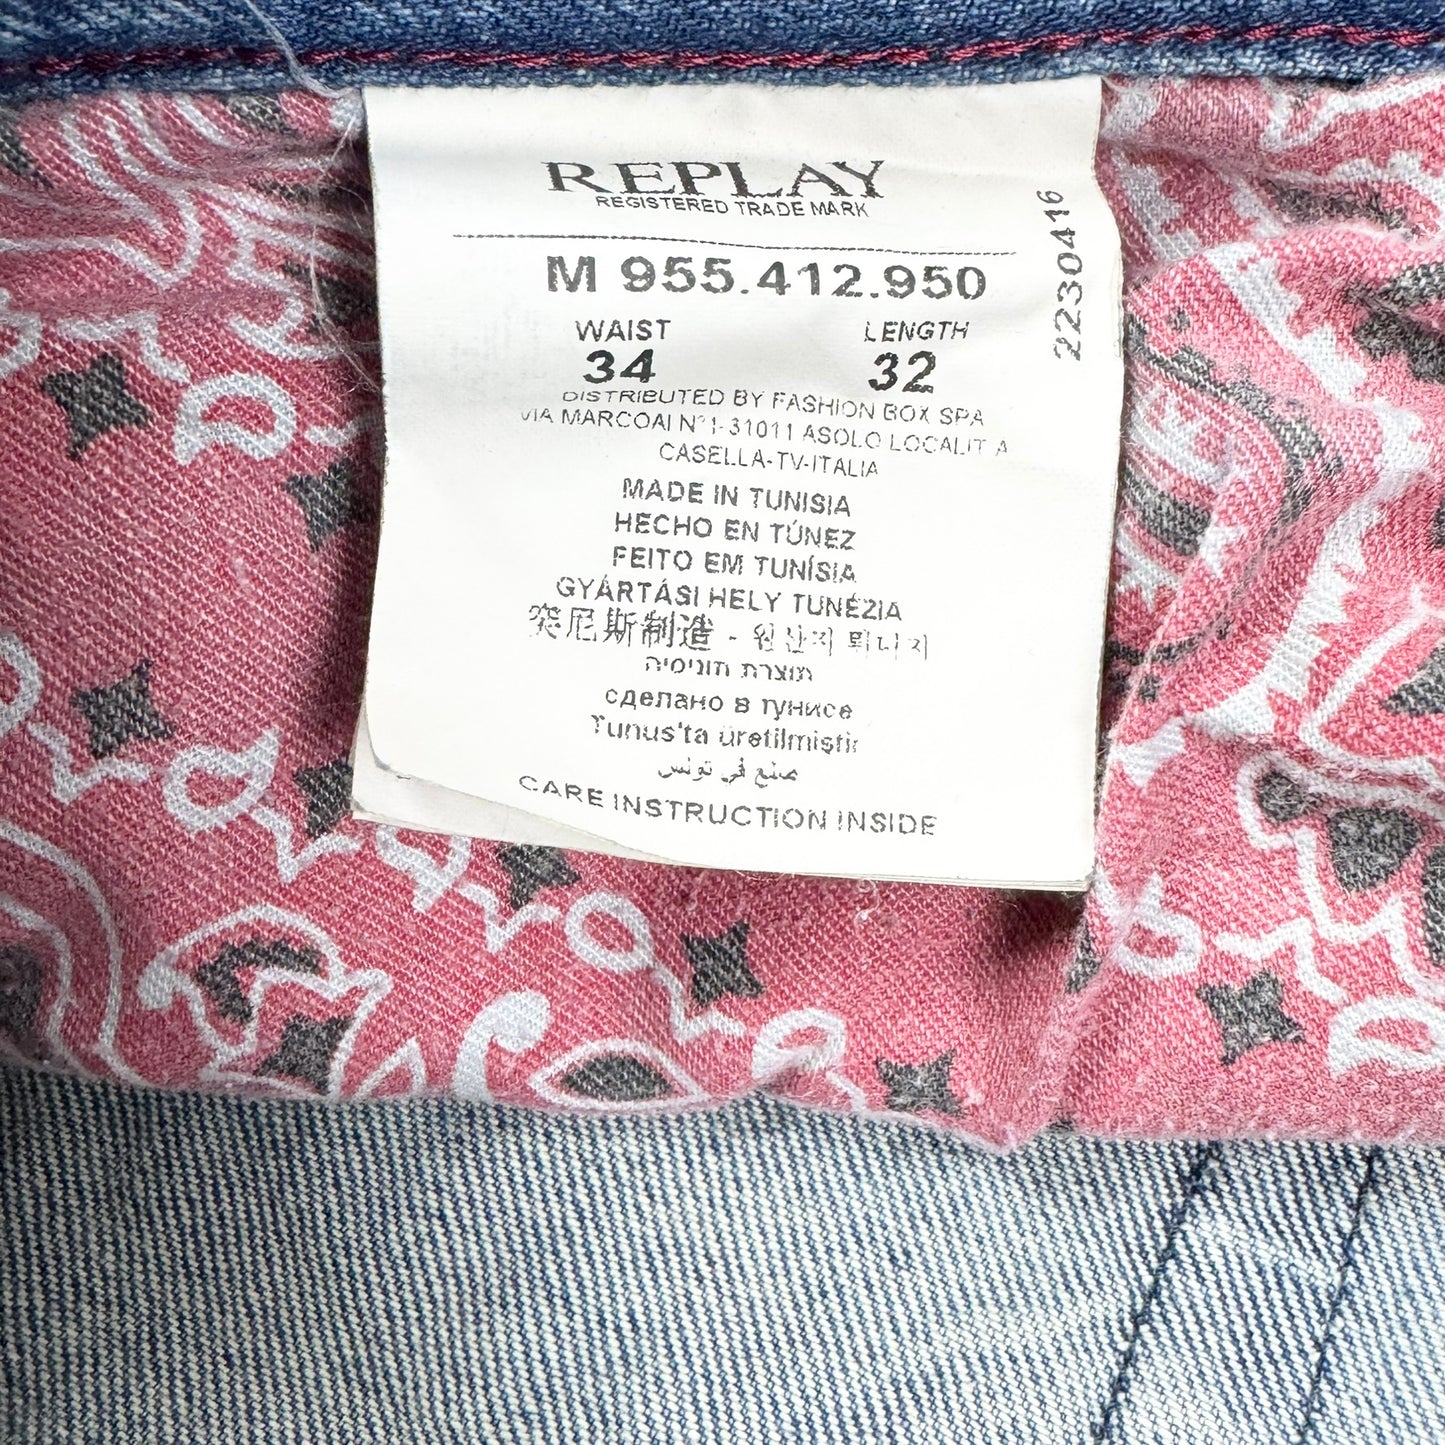 REPLAY
REGISTERED TRADE MARK
M 955.412.950
WAIST LENGTH
34 32
DISTRIBUTED BY FASHION BOX SPA
VIA MARCOAI N°1-31011 ASOLO LOCALITA
CASELLA-TV-ITALIA
MADE IN TUNISIA
HECHO EN TÚNEZ
FEITO EM TUNÍSIA
GYÁRTÁSI HELY TUNÉZIA
突尼斯制造 - 원산지 튀니지
תוצרת תוניסיה
сделано в тунисе
Tunus'ta üretilmiştir
صنع في تونس
CARE INSTRUCTION INSIDE
22304416